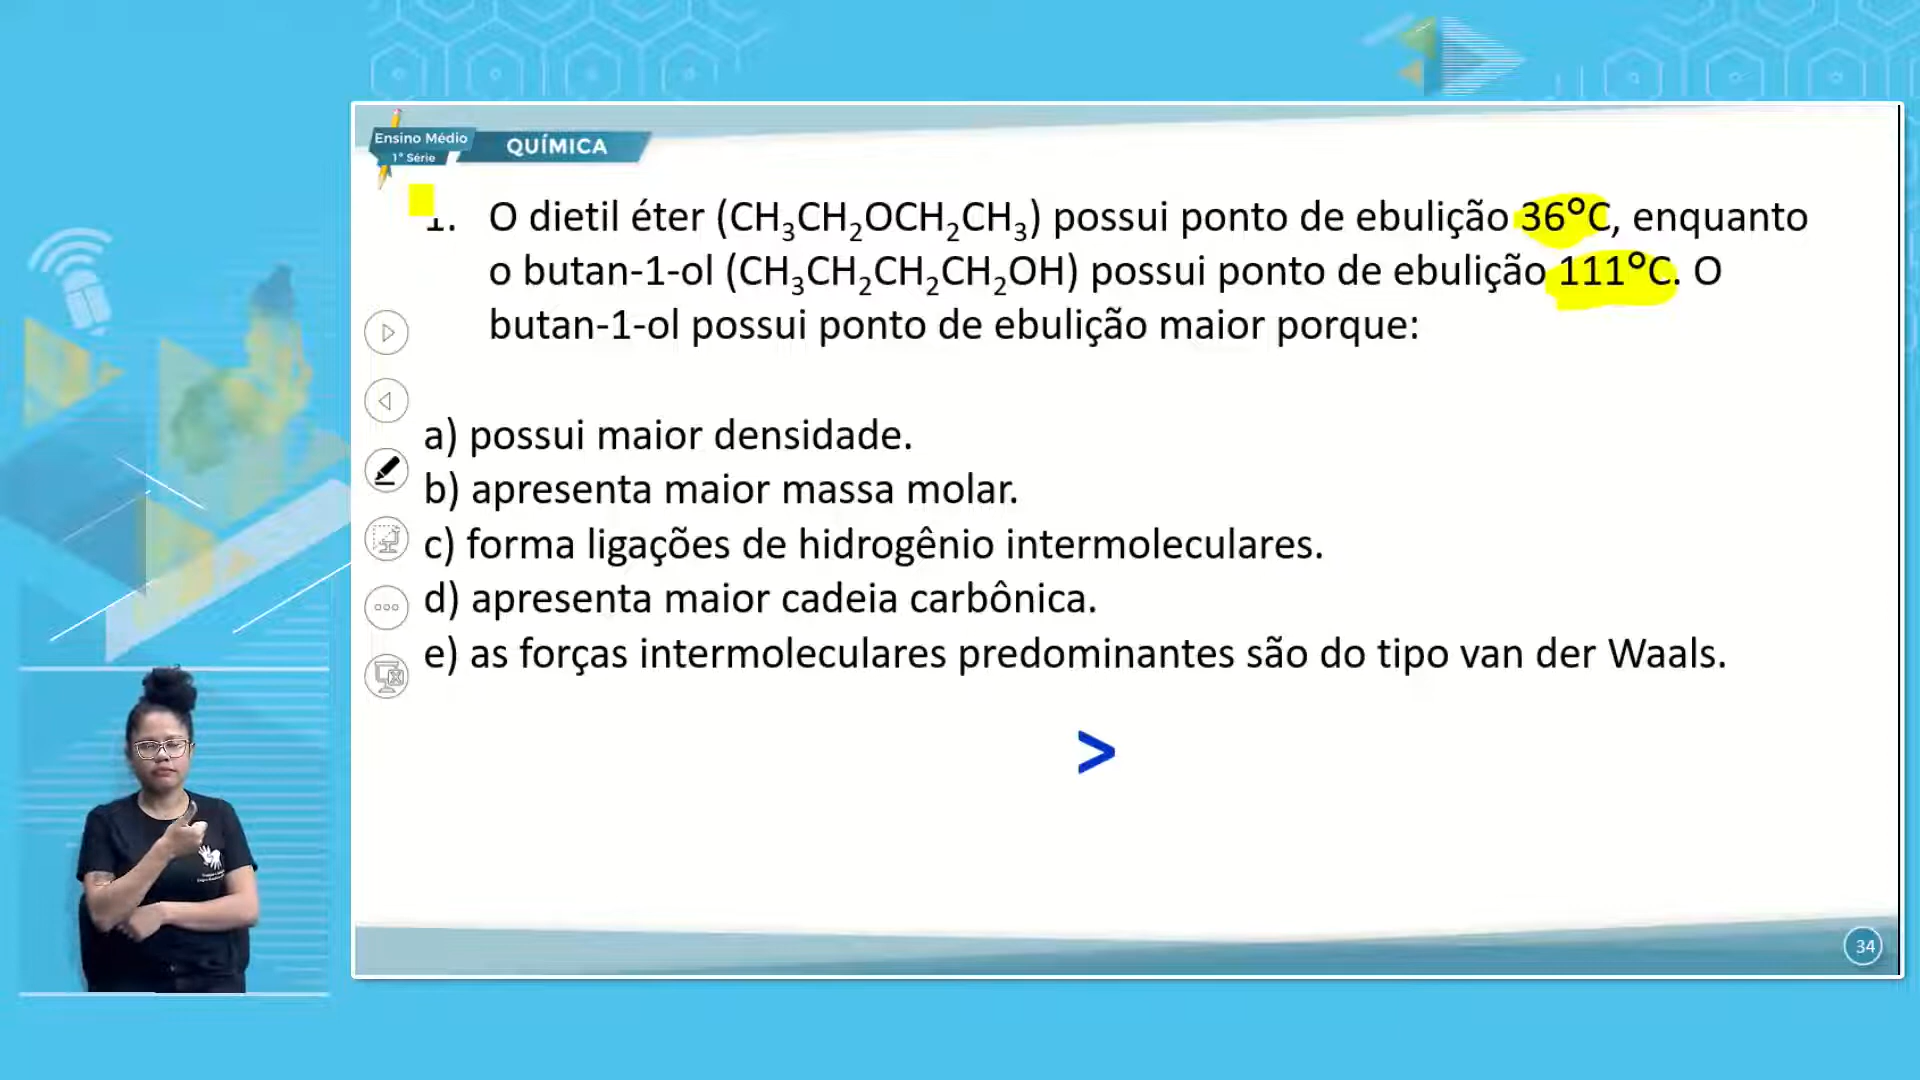 Ensino Médio
1ª Série
QUÍMICA
1. O dietil éter (CH₃CH₂OCH₂CH₃) possui ponto de ebulição 36°C, enquanto
o butan-1-ol (CH₃CH₂CH₂CH₂OH) possui ponto de ebulição 111°C. O
butan-1-ol possui ponto de ebulição maior porque:
a) possui maior densidade.
b) apresenta maior massa molar.
c) forma ligações de hidrogênio intermoleculares.
d) apresenta maior cadeia carbônica.
e) as forças intermoleculares predominantes são do tipo van der Waals.
>
34